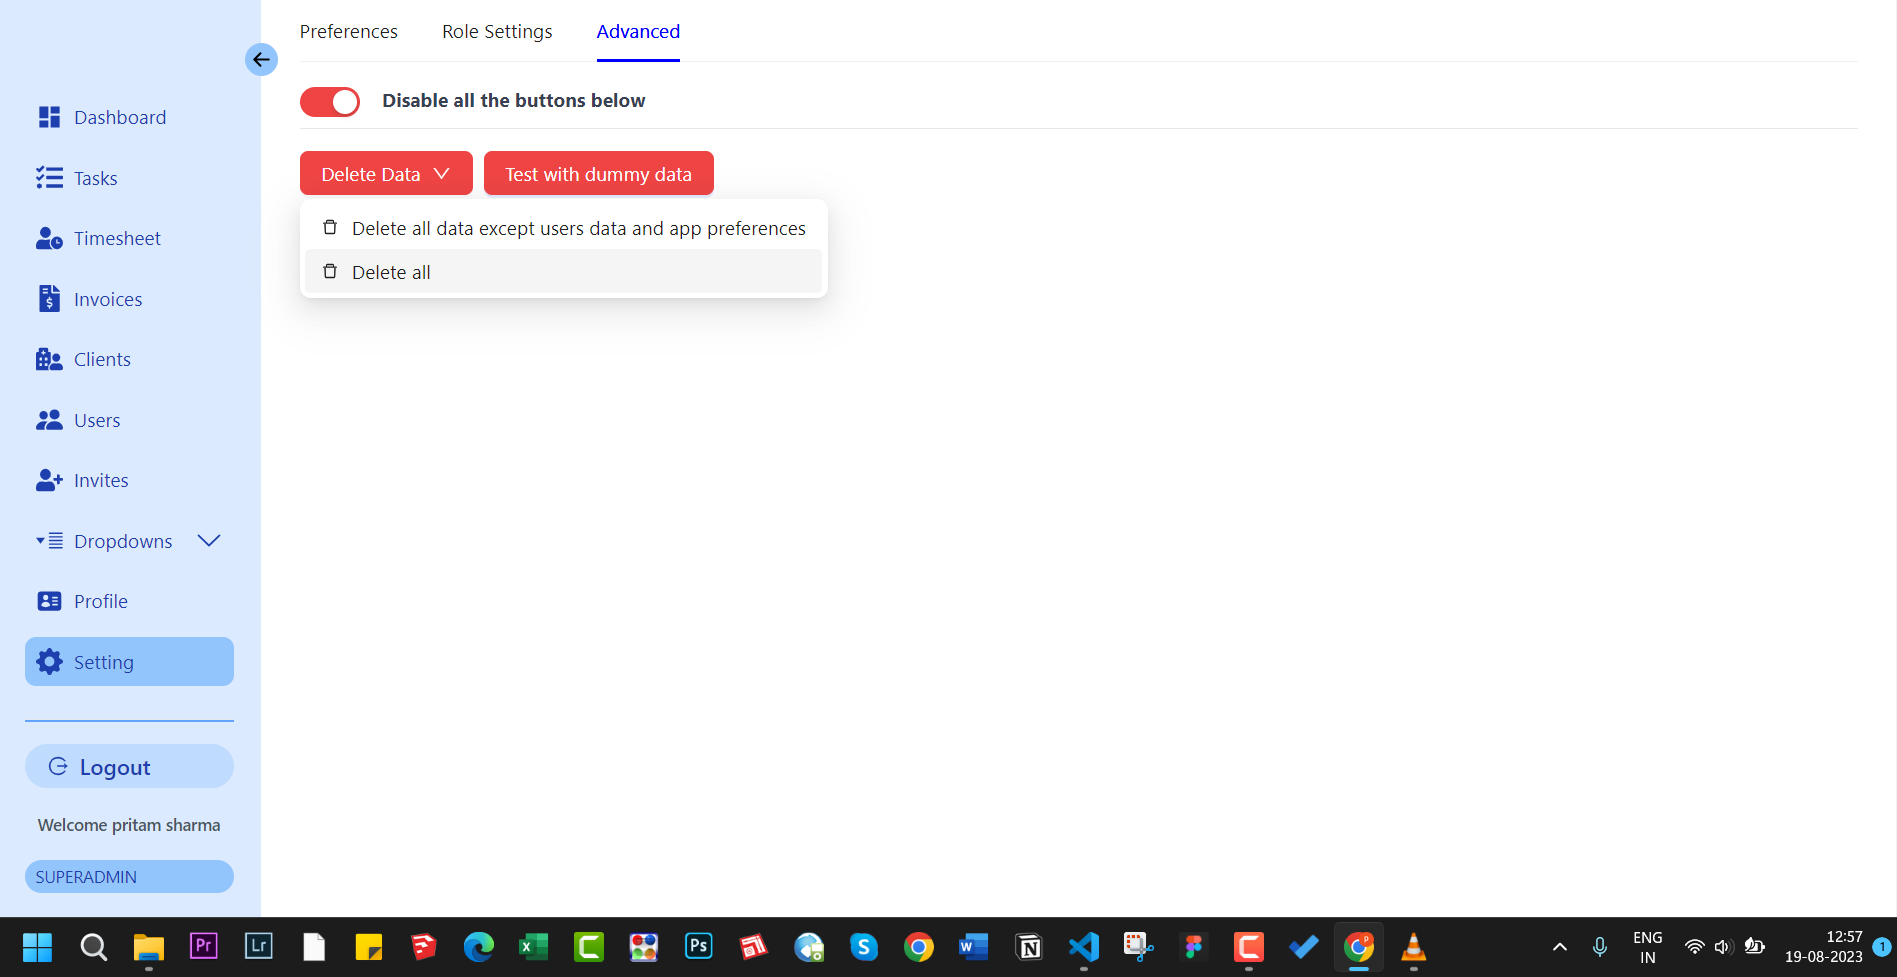 Preferences Role Settings Advanced
Disable all the buttons below
Delete Data Test with dummy data
Delete all data except users data and app preferences
Delete all
Dashboard
Tasks
Timesheet
$
Invoices
Clients
Users
Invites
Dropdowns
Profile
Setting
Logout
Welcome pritam sharma
SUPERADMIN
Pr Lr X C Ps S W N C P
ENG
IN
12:57
19-08-2023
1